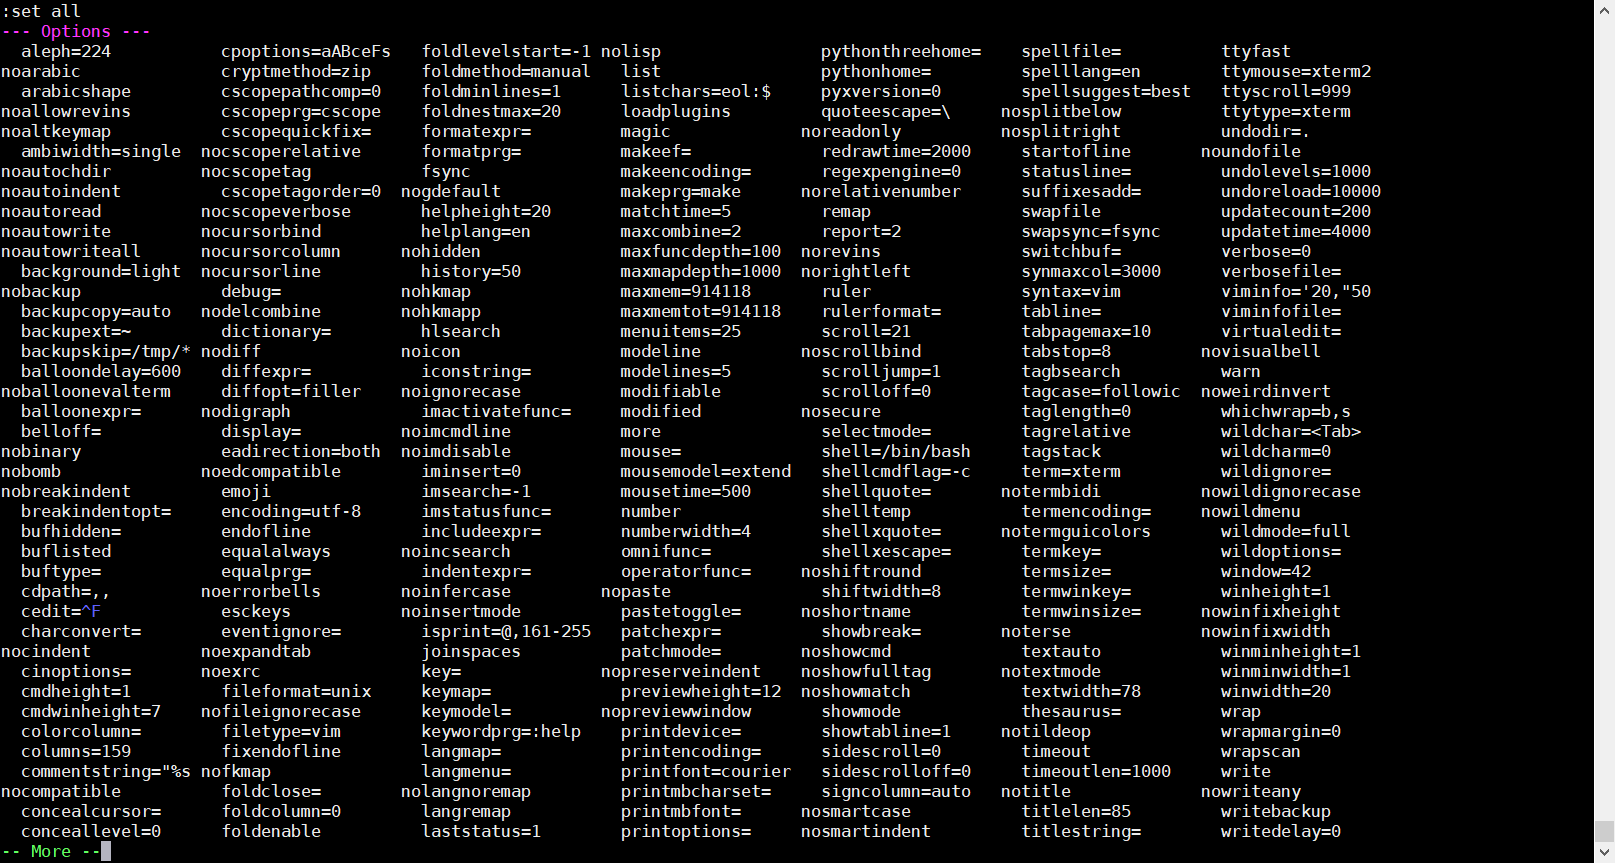 :set all
--- Options ---
  aleph=224           cpoptions=aABceFs   foldlevelstart=-1 nolisp                pythonthreehome=    spellfile=          ttyfast
noarabic              cryptmethod=zip     foldmethod=manual   list                pythonhome=         spelllang=en        ttymouse=xterm2
  arabicshape         cscopepathcomp=0    foldminlines=1      listchars=eol:$     pyxversion=0        spellsuggest=best   ttyscroll=999
noallowrevins         cscopeprg=cscope    foldnestmax=20      loadplugins         quoteescape=\     nosplitbelow          ttytype=xterm
noaltkeymap           cscopequickfix=     formatexpr=         magic             noreadonly          nosplitright          undodir=.
  ambiwidth=single  nocscoperelative      formatprg=          makeef=             redrawtime=2000     startofline       noundofile
noautochdir         nocscopetag           fsync               makeencoding=       regexpengine=0      statusline=         undolevels=1000
noautoindent          cscopetagorder=0  nogdefault            makeprg=make      norelativenumber      suffixesadd=        undoreload=10000
noautoread          nocscopeverbose       helpheight=20       matchtime=5         remap               swapfile            updatecount=200
noautowrite         nocursorbind          helplang=en         maxcombine=2        report=2            swapsync=fsync      updatetime=4000
noautowriteall      nocursorcolumn      nohidden              maxfuncdepth=100  norevins              switchbuf=          verbose=0
  background=light  nocursorline          history=50          maxmapdepth=1000  norightleft           synmaxcol=3000      verbosefile=
nobackup              debug=            nohkmap               maxmem=914118       ruler               syntax=vim          viminfo='20,"50
  backupcopy=auto   nodelcombine        nohkmapp              maxmemtot=914118    rulerformat=        tabline=            viminfofile=
  backupext=~         dictionary=         hlsearch            menuitems=25        scroll=21           tabpagemax=10       virtualedit=
  backupskip=/tmp/* nodiff              noicon                modeline          noscrollbind          tabstop=8         novisualbell
  balloondelay=600    diffexpr=           iconstring=         modelines=5         scrolljump=1        tagbsearch          warn
noballoonevalterm     diffopt=filler    noignorecase          modifiable          scrolloff=0         tagcase=followic  noweirdinvert
  balloonexpr=      nodigraph             imactivatefunc=     modified          nosecure              taglength=0         whichwrap=b,s
  belloff=            display=          noimcmdline           more                selectmode=         tagrelative         wildchar=<Tab>
nobinary              eadirection=both  noimdisable           mouse=              shell=/bin/bash     tagstack            wildcharm=0
nobomb              noedcompatible        iminsert=0          mousemodel=extend   shellcmdflag=-c     term=xterm          wildignore=
nobreakindent         emoji               imsearch=-1         mousetime=500       shellquote=       notermbidi          nowildignorecase
  breakindentopt=     encoding=utf-8      imstatusfunc=       number              shelltemp           termencoding=     nowildmenu
  bufhidden=          endofline           includeexpr=        numberwidth=4       shellxquote=      notermguicolors       wildmode=full
  buflisted           equalalways       noincsearch           omnifunc=           shellxescape=       termkey=            wildoptions=
  buftype=            equalprg=           indentexpr=         operatorfunc=     noshiftround          termsize=           window=42
  cdpath=,,         noerrorbells        noinfercase         nopaste               shiftwidth=8        termwinkey=         winheight=1
  cedit=^F            esckeys           noinsertmode          pastetoggle=      noshortname           termwinsize=      nowinfixheight
  charconvert=        eventignore=        isprint=@,161-255   patchexpr=          showbreak=        noterse             nowinfixwidth
nocindent           noexpandtab           joinspaces          patchmode=        noshowcmd             textauto            winminheight=1
  cinoptions=       noexrc                key=              nopreserveindent    noshowfulltag       notextmode            winminwidth=1
  cmdheight=1         fileformat=unix     keymap=             previewheight=12  noshowmatch           textwidth=78        winwidth=20
  cmdwinheight=7    nofileignorecase      keymodel=         nopreviewwindow       showmode            thesaurus=          wrap
  colorcolumn=        filetype=vim        keywordprg=:help    printdevice=        showtabline=1     notildeop             wrapmargin=0
  columns=159         fixendofline        langmap=            printencoding=      sidescroll=0        timeout             wrapscan
  commentstring="%s nofkmap               langmenu=           printfont=courier   sidescrolloff=0     timeoutlen=1000     write
nocompatible          foldclose=        nolangnoremap         printmbcharset=     signcolumn=auto   notitle             nowriteany
  concealcursor=      foldcolumn=0        langremap           printmbfont=      nosmartcase           titlelen=85         writebackup
  conceallevel=0      foldenable          laststatus=1        printoptions=     nosmartindent         titlestring=        writedelay=0
-- More --